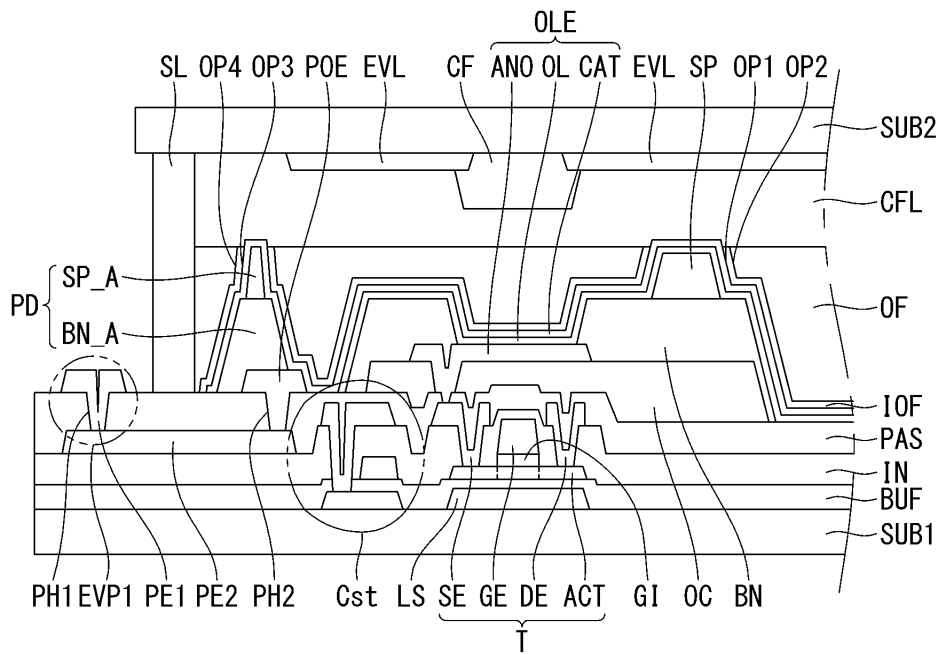 OLE
SL OP4 OP3 POE EVL CF ANO OL CAT EVL SP OP1 OP2
SUB2
CFL
SP_A
PD
BN_A
OF
IOF
PAS
IN
BUF
SUB1
PH1 EVP1 PE1 PE2 PH2 Cst LS SE GE DE ACT GI OC BN
T